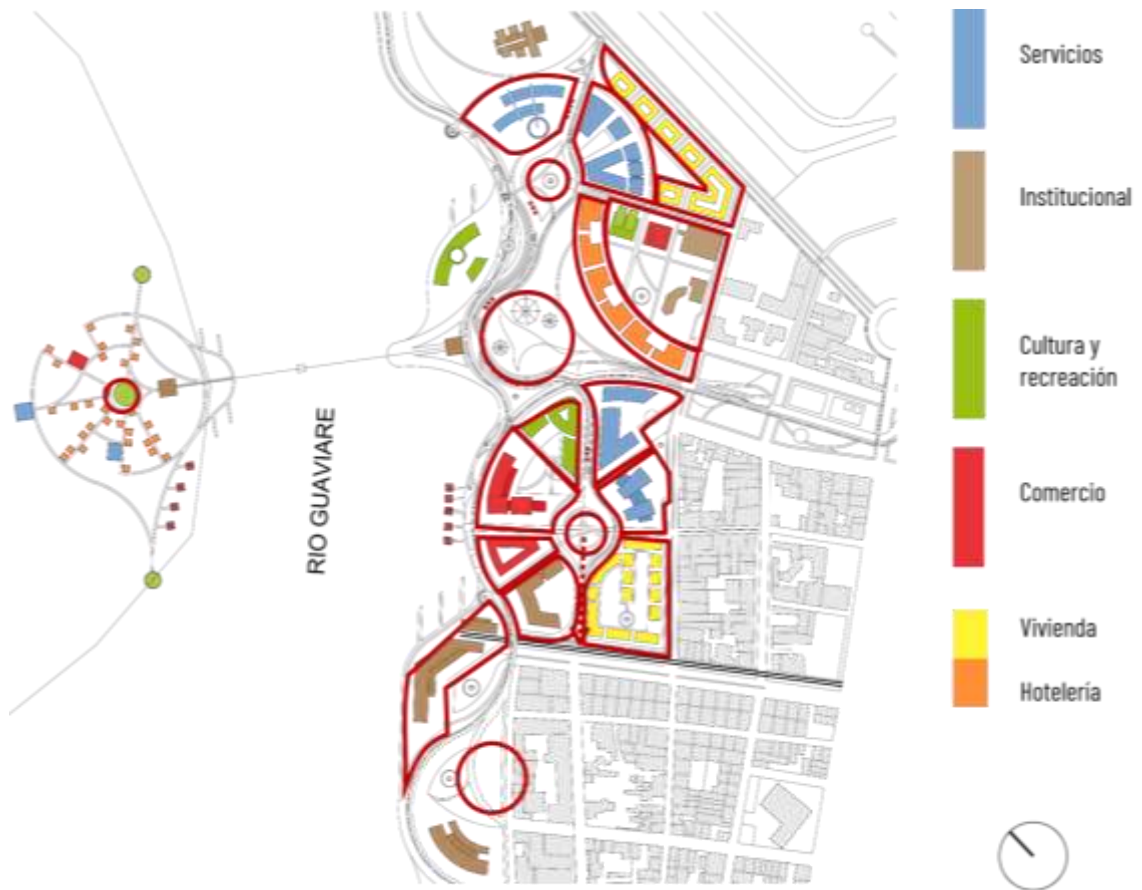 Servicios
Institucional
Cultura y
recreación
Comercio
Vivienda
Hotelería
RIO GUAVIARE